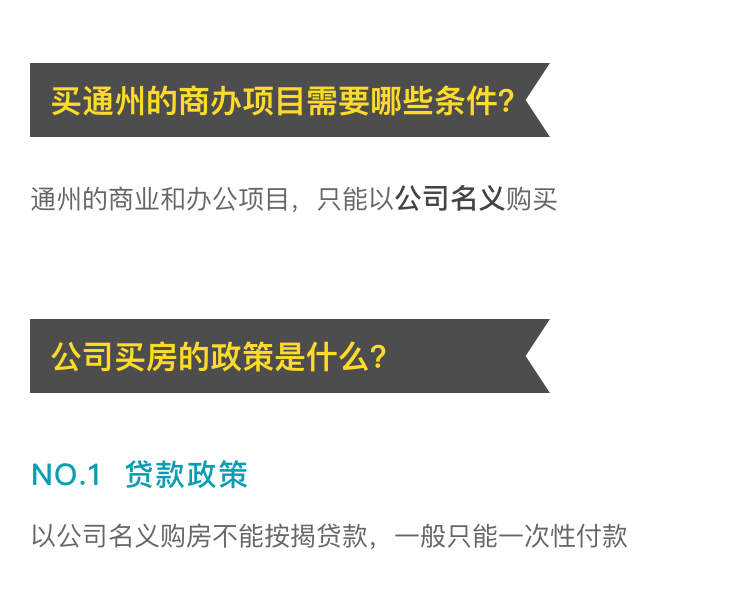 买通州的商办项目需要哪些条件?
通州的商业和办公项目，只能以公司名义购买
公司买房的政策是什么?
NO.1 贷款政策
以公司名义购房不能按揭贷款，一般只能一次性付款